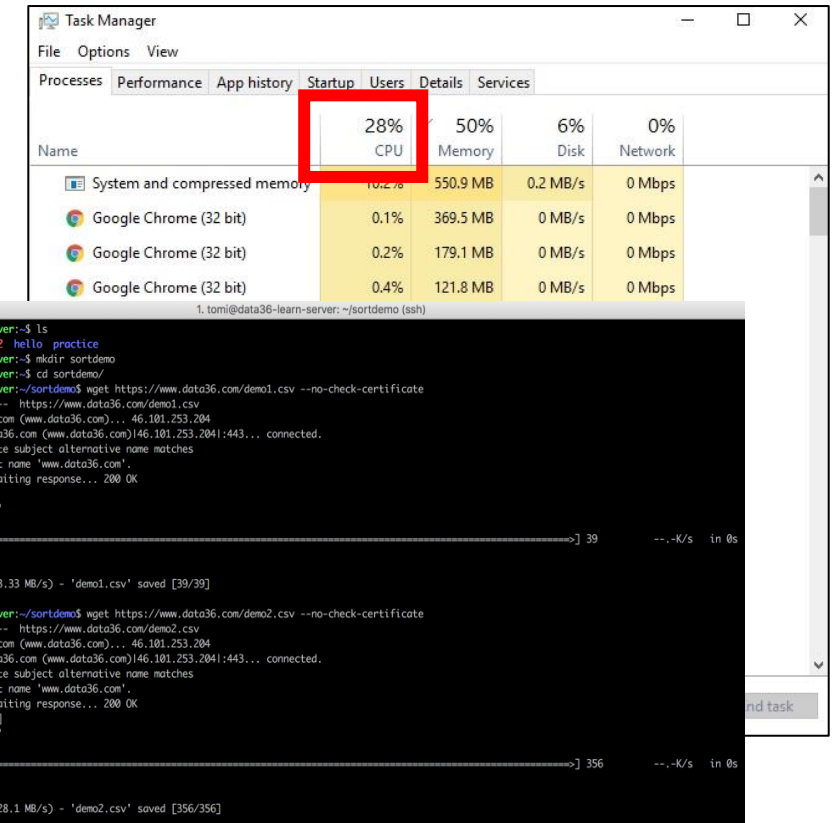 Task Manager
File Options View
Processes Performance App history Startup Users Details Services
28% 50% 6% 0%
Name CPU Memory Disk Network
System and compressed memory 10.2% 550.9 MB 0.2 MB/s 0 Mbps
Google Chrome (32 bit) 0.1% 369.5 MB 0 MB/s 0 Mbps
Google Chrome (32 bit) 0.2% 179.1 MB 0 MB/s 0 Mbps
Google Chrome (32 bit) 0.4% 121.8 MB 0 MB/s 0 Mbps
1. tomi@data36-learn-server: ~/sortdemo (ssh)
ver:~$ ls
2 hello practice
ver:~$ mkdir sortdemo
ver:~$ cd sortdemo/
ver:~/sortdemo$ wget https://www.data36.com/demo1.csv --no-check-certificate
-- https://www.data36.com/demo1.csv
com (www.data36.com)... 46.101.253.204
a36.com (www.data36.com)|46.101.253.204|:443... connected.
ce subject alternative name matches
t name 'www.data36.com'.
aiting response... 200 OK
=>] 39 --.-K/s in 0s
3.33 MB/s) - 'demo1.csv' saved [39/39]
ver:~/sortdemo$ wget https://www.data36.com/demo2.csv --no-check-certificate
-- https://www.data36.com/demo2.csv
com (www.data36.com)... 46.101.253.204
a36.com (www.data36.com)|46.101.253.204|:443... connected.
ce subject alternative name matches
t name 'www.data36.com'.
aiting response... 200 OK
]
nd task
=>] 356 --.-K/s in 0s
28.1 MB/s) - 'demo2.csv' saved [356/356]